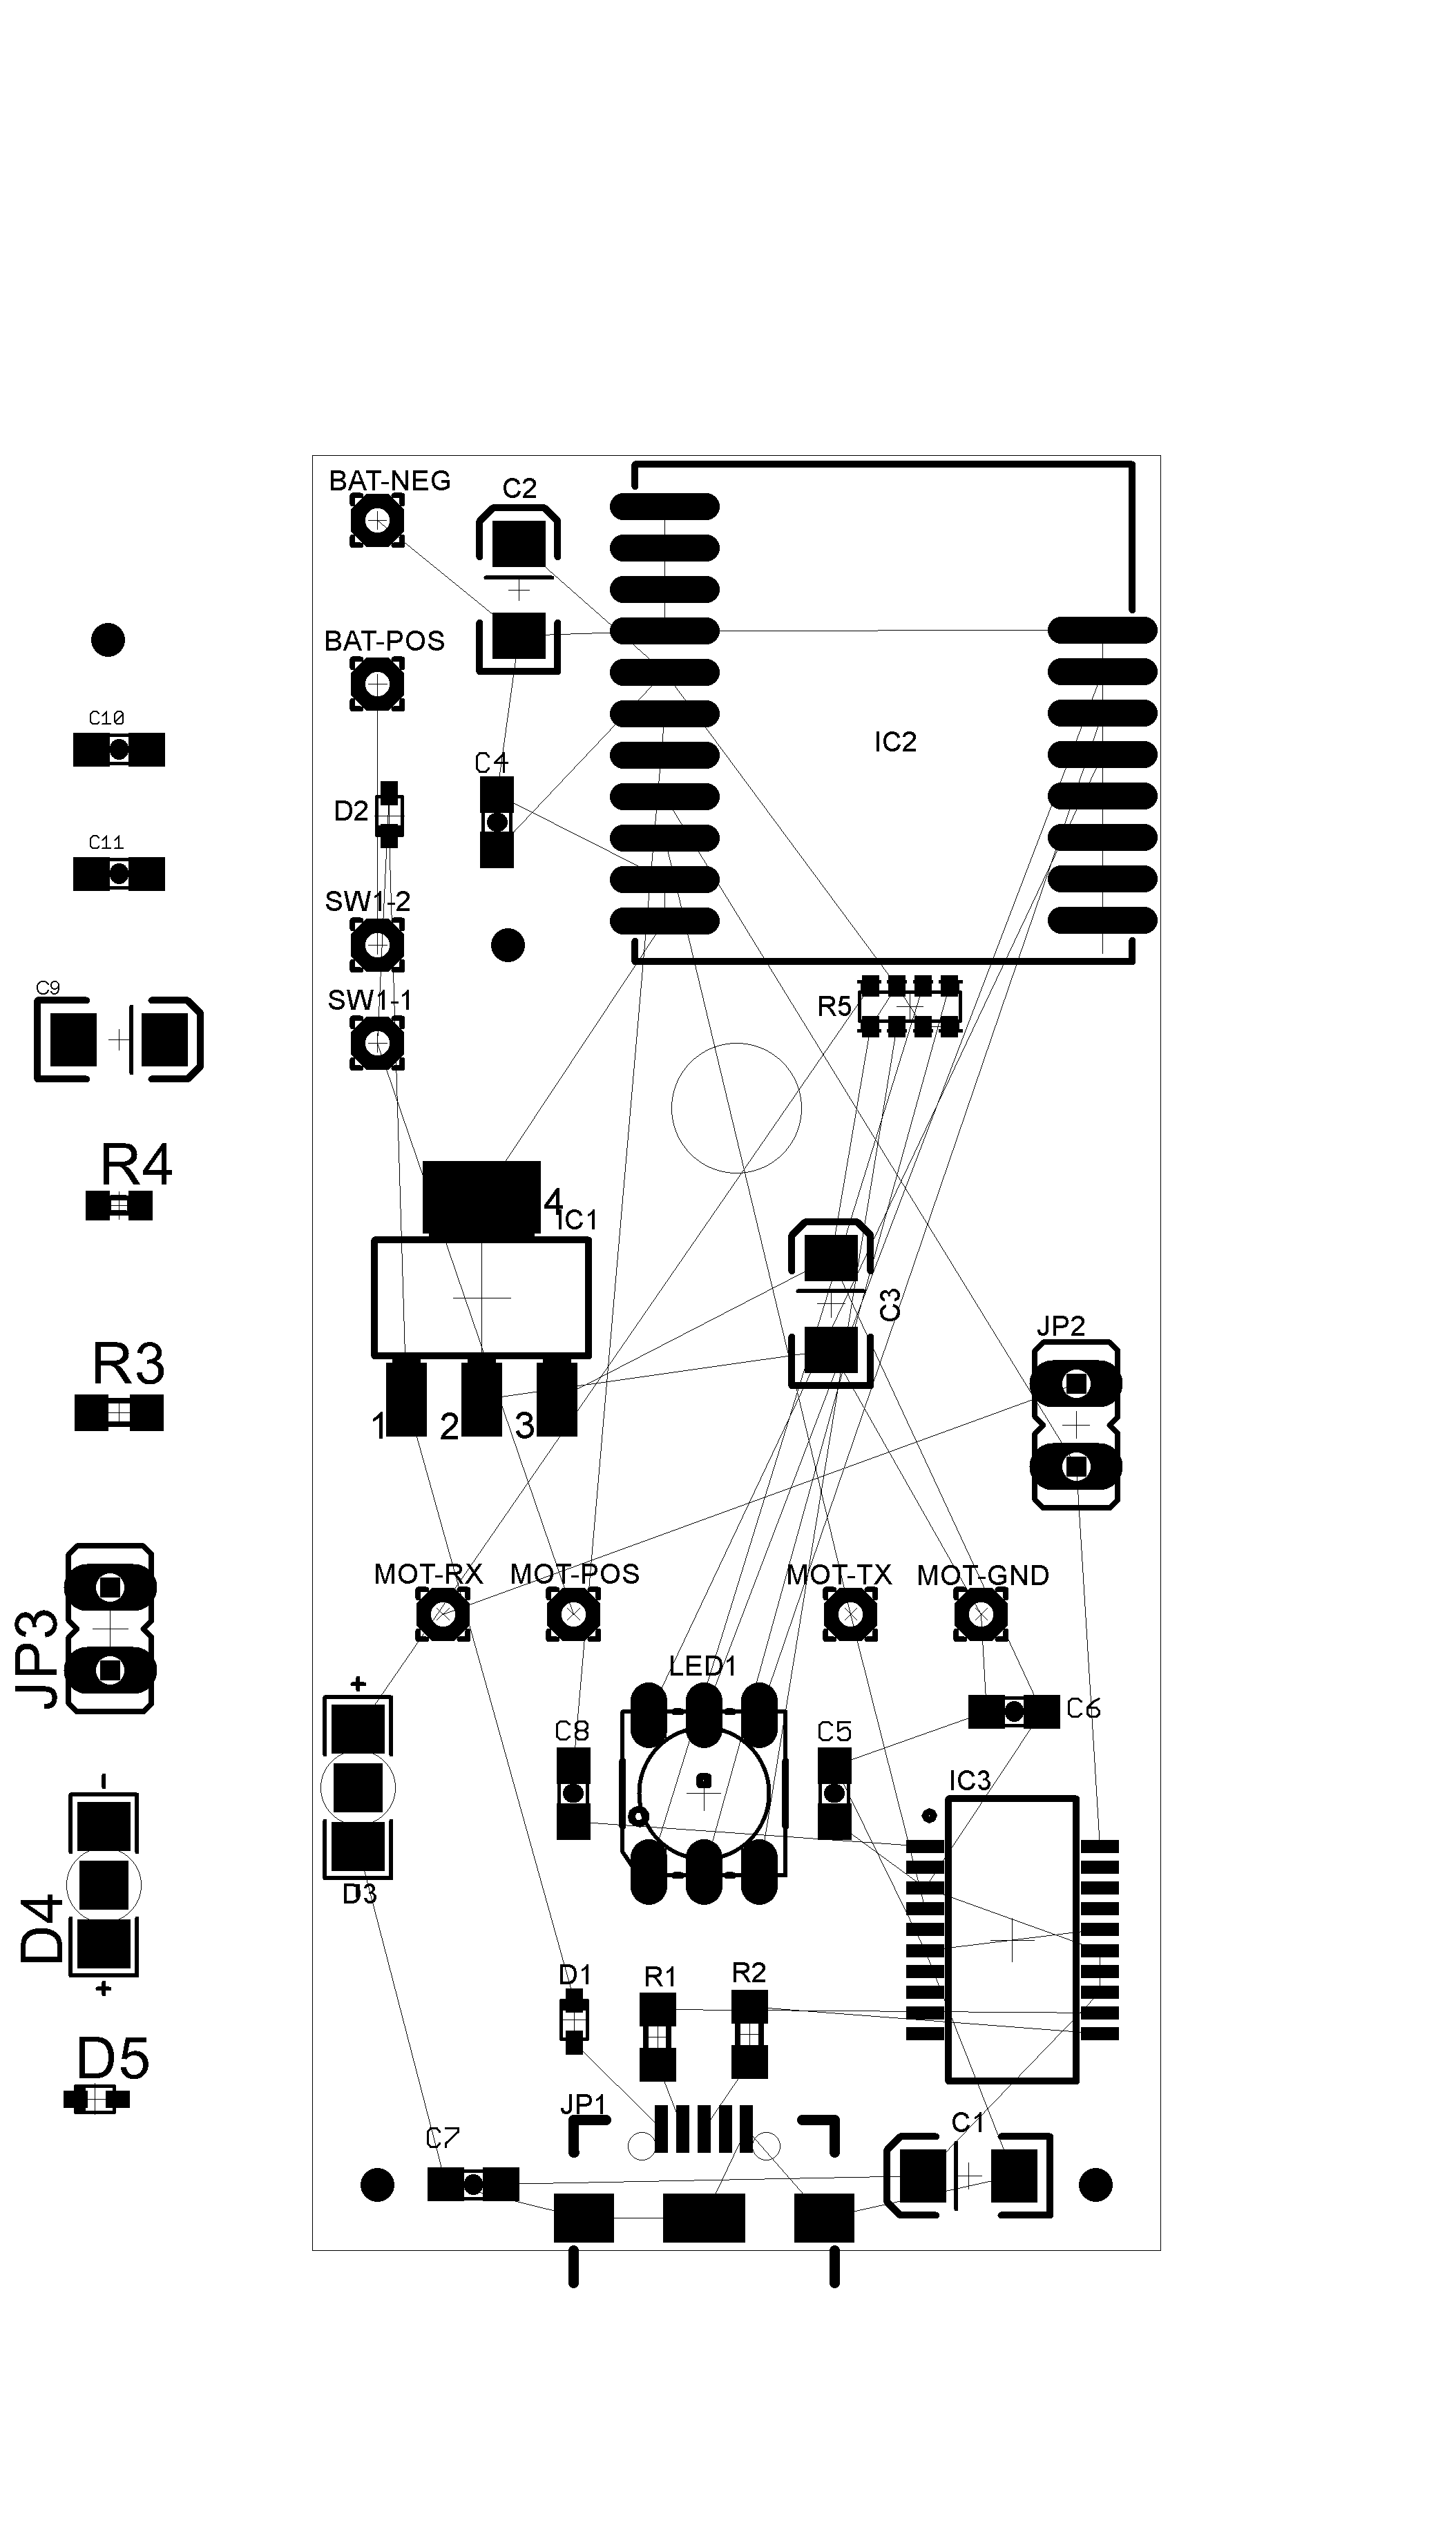 BAT-NEG
C2
BAT-POS
C10
IC2
C4
D2
C11
SW1-2
C9
SW1-1
R5
R4
4
IC1
C3
JP2
R3
1
2
3
MOT-RX
MOT-POS
MOT-TX
MOT-GND
JP3
LED1
+
C6
C8
C5
-
IC3
D3
D4
D1
R1
R2
+
D5
JP1
C1
C7